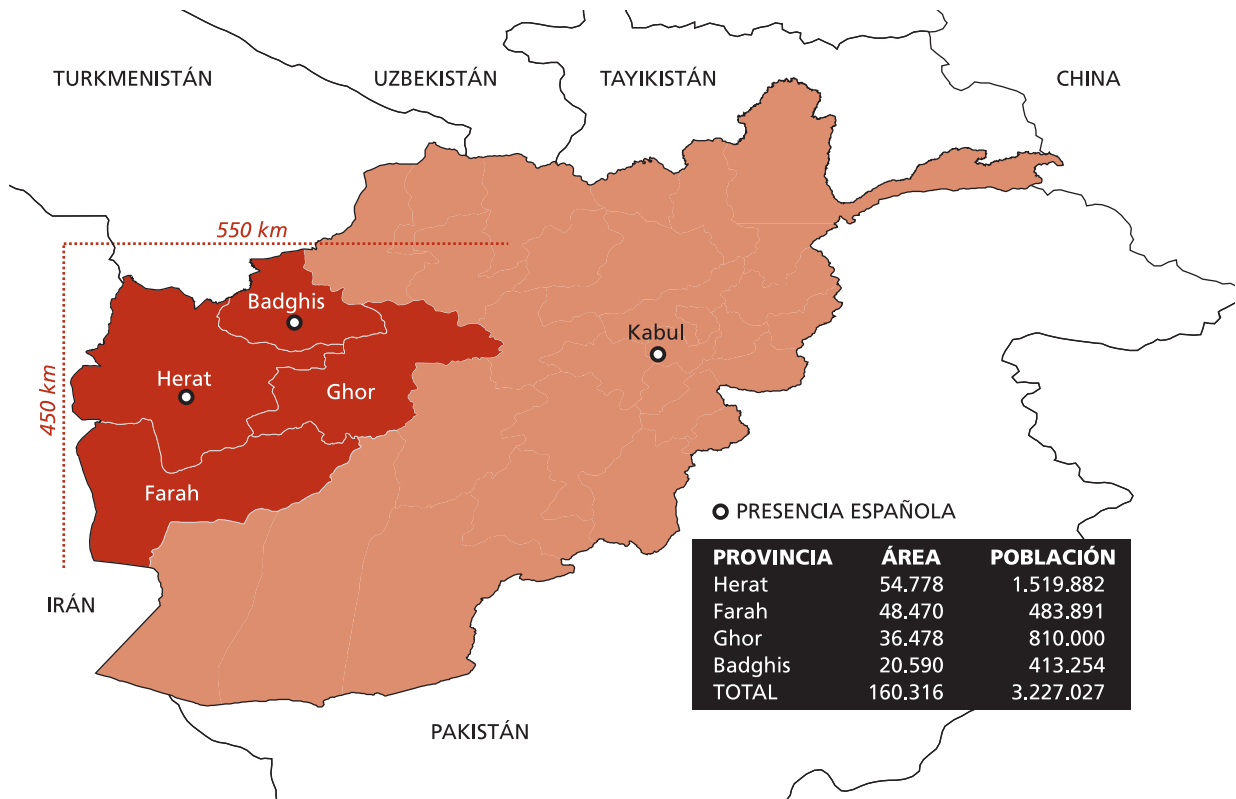 TURKMENISTÁN
UZBEKISTÁN
TAYIKISTÁN
CHINA
550 km
450 km
Badghis
Kabul
Herat
Ghor
Farah
IRÁN
PAKISTÁN
PRESENCIA ESPAÑOLA
PROVINCIA ÁREA POBLACIÓN
Herat 54.778 1.519.882
Farah 48.470 483.891
Ghor 36.478 810.000
Badghis 20.590 413.254
TOTAL 160.316 3.227.027